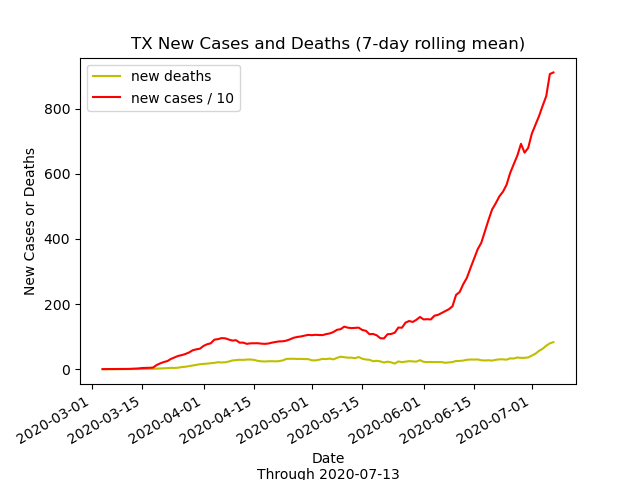 TX New Cases and Deaths (7-day rolling mean)
new deaths
new cases / 10
New Cases or Deaths
800
600
400
200
0
2020-03-01
2020-03-15
2020-04-01
2020-04-15
2020-05-01
2020-05-15
2020-06-01
2020-06-15
2020-07-01
Date
Through 2020-07-13